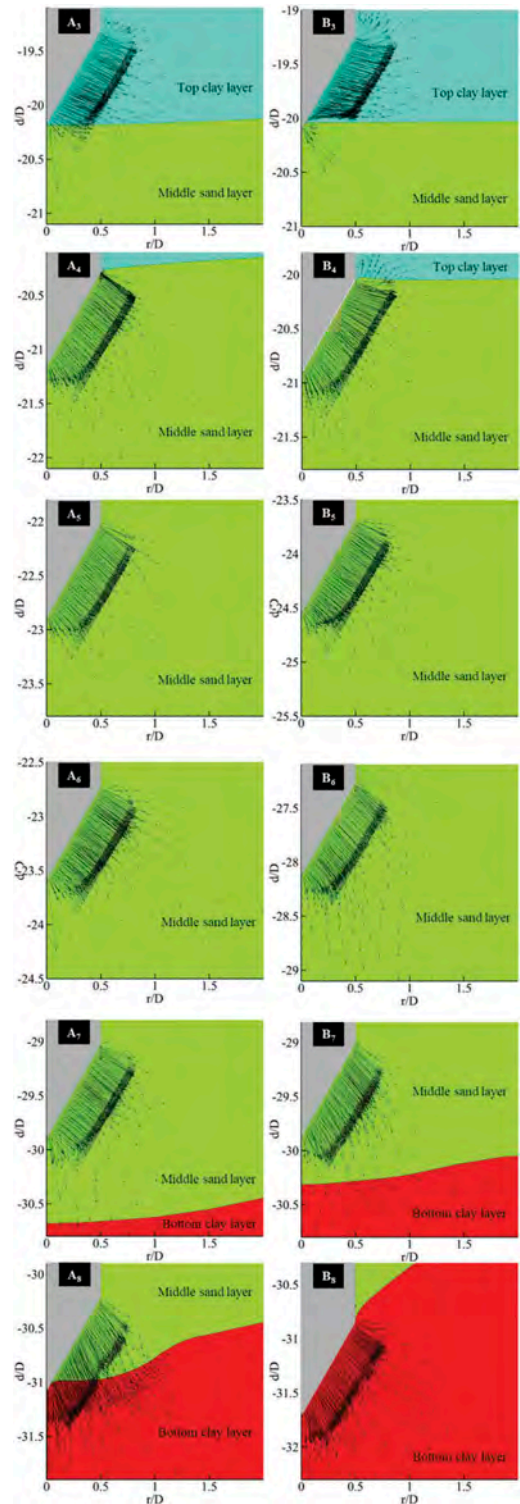 A₃
-19.5
Top clay layer
d/D
-20
-20.5
Middle sand layer
-21
0 0.5 1 1.5
r/D
B₃
-19
-19.5
Top clay layer
d/D
-20
-20.5
Middle sand layer
-21
0 0.5 1 1.5
r/D
A₄
-20.5
d/D
-21
-21.5
Middle sand layer
-22
0 0.5 1 1.5
r/D
B₄
-20
Top clay layer
d/D
-20.5
-21
-21.5
Middle sand layer
0 0.5 1 1.5
r/D
A₅
-22
-22.5
d/D
-23
-23.5
Middle sand layer
0 0.5 1 1.5
r/D
B₅
-23.5
-24
-24.5
-25
Middle sand layer
-25.5
0 0.5 1 1.5
r/D
A₆
-22.5
-23
-23.5
-24
Middle sand layer
-24.5
0 0.5 1 1.5
r/D
B₆
-27.5
d/D
-28
-28.5
Middle sand layer
-29
0 0.5 1 1.5
r/D
A₇
-29
-29.5
d/D
-30
Middle sand layer
-30.5
Bottom clay layer
0 0.5 1 1.5
r/D
B₇
-29
-29.5
Middle sand layer
d/D
-30
-30.5
Bottom clay layer
0 0.5 1 1.5
r/D
A₈
-30
Middle sand layer
-30.5
d/D
-31
-31.5
Bottom clay layer
0 0.5 1 1.5
r/D
B₈
-30.5
-31
d/D
-31.5
-32
Bottom clay layer
0 0.5 1 1.5
r/D